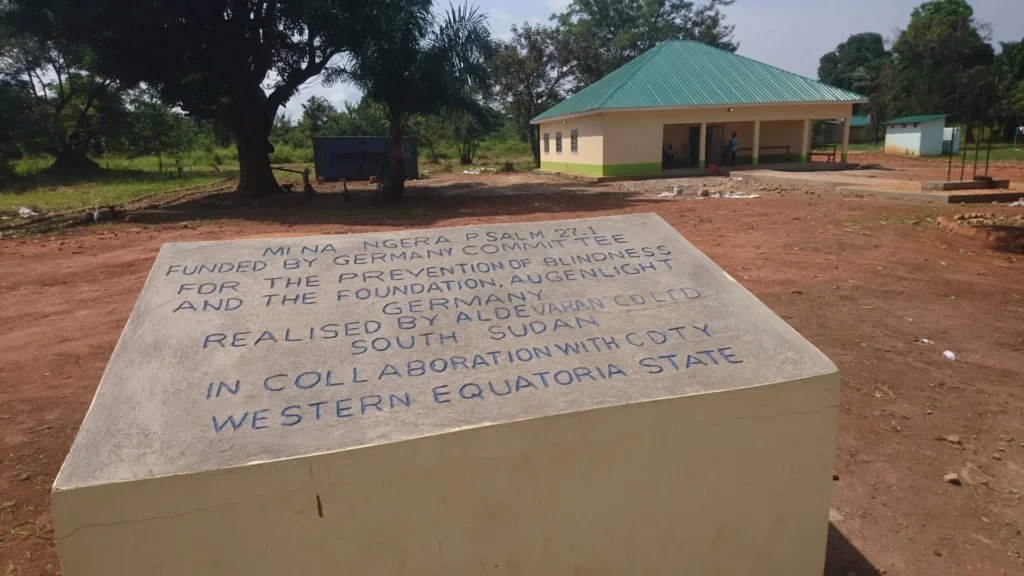 MI NA NGERA PSALM 27.1
FUNDED BY GERMANY COMMITTEE
FOR THE PREVENTION OF BLINDNESS
AND THE FOUNDATION, AUGENLIGHT
GERMANY
REALISED BY ALDEVARAN CO.LTD
SOUTH SUDAN
IN COLLABORATION WITH CDTY
WESTERN EQUATORIA STATE